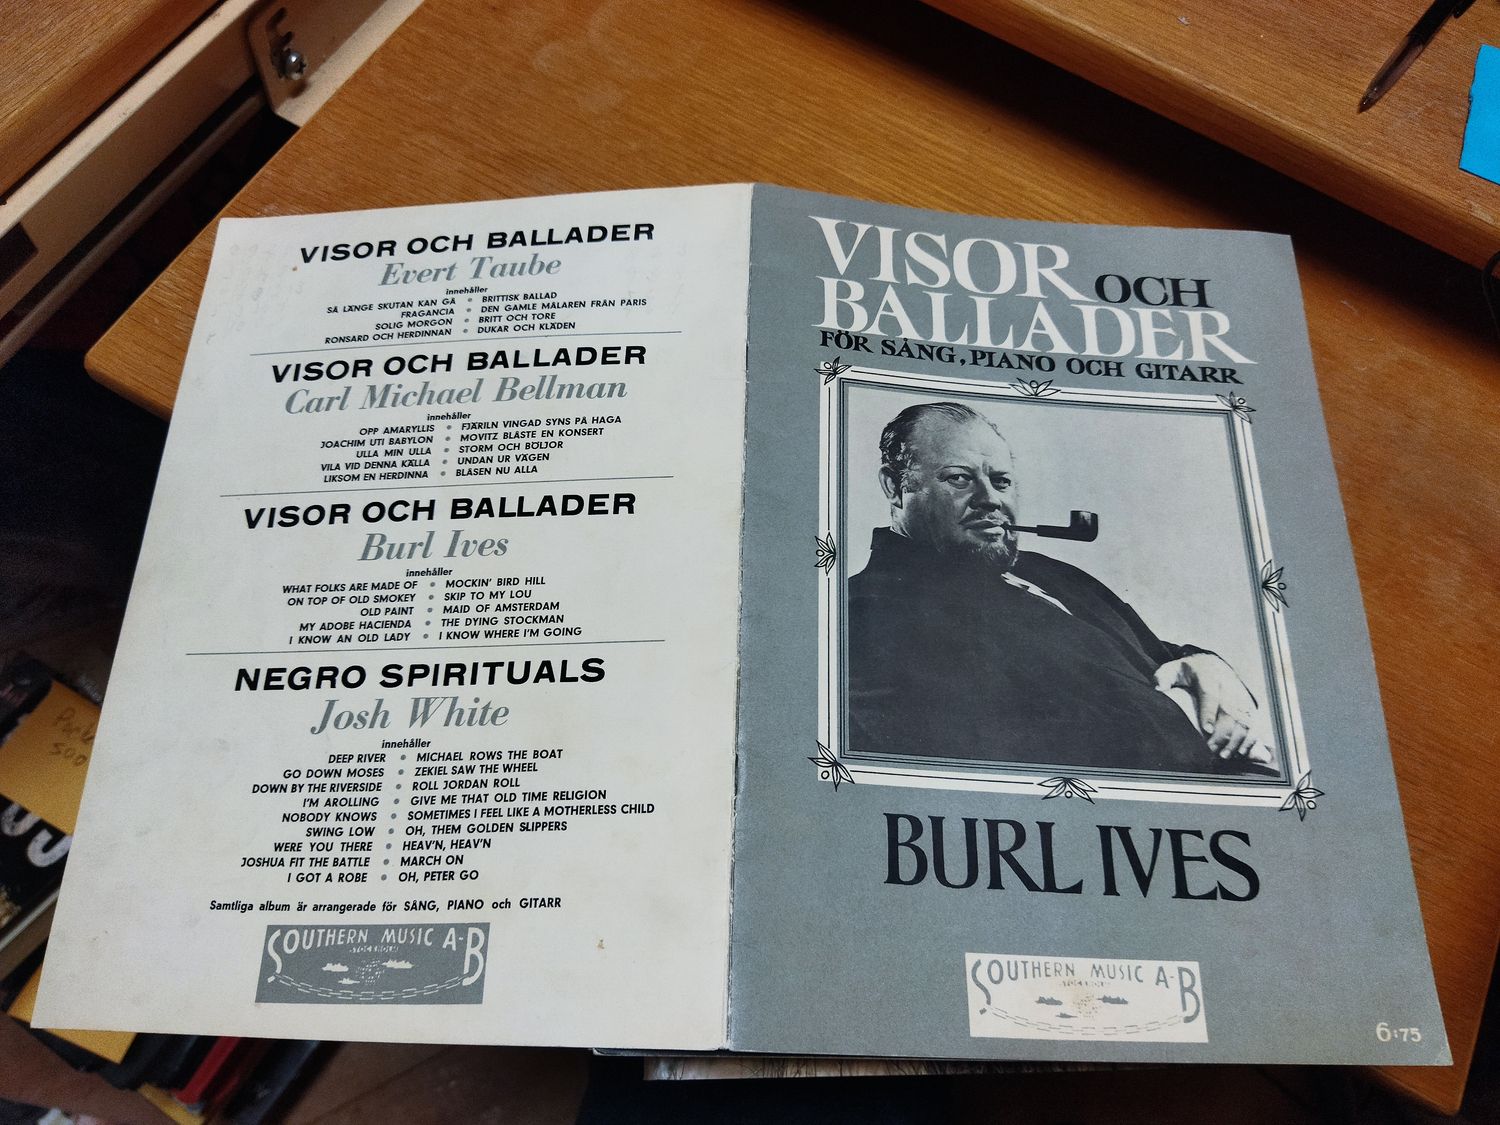 VISOR OCH BALLADER
Evert Taube
innehåller
SÅ LÄNGE SKUTAN KAN GÅ • BRITTISK BALLAD
FRAGANCIA • DEN GAMLE MÅLAREN FRÅN PARIS
SOLIG MORGON • BRITT OCH TORE
RONSARD OCH HERDINNAN • DUKAR OCH KLÄDEN
VISOR OCH BALLADER
Carl Michael Bellman
innehåller
OPP AMARYLLIS • FJÄRILN VINGAD SYNS PÅ HAGA
JOACHIM UTI BABYLON • MOVITZ BLÅSTE EN KONSERT
ULLA MIN ULLA • STORM OCH BÖLJOR
VILA VID DENNA KÄLLA • UNDAN UR VÄGEN
LIKSOM EN HERDINNA • BLÅSEN NU ALLA
VISOR OCH BALLADER
Burl Ives
innehåller
WHAT FOLKS ARE MADE OF • MOCKIN' BIRD HILL
ON TOP OF OLD SMOKEY • SKIP TO MY LOU
OLD PAINT • MAID OF AMSTERDAM
MY ADOBE HACIENDA • THE DYING STOCKMAN
I KNOW AN OLD LADY • I KNOW WHERE I'M GOING
NEGRO SPIRITUALS
Josh White
innehåller
DEEP RIVER • MICHAEL ROWS THE BOAT
GO DOWN MOSES • ZEKIEL SAW THE WHEEL
DOWN BY THE RIVERSIDE • ROLL JORDAN ROLL
I'M AROLLING • GIVE ME THAT OLD TIME RELIGION
NOBODY KNOWS • SOMETIMES I FEEL LIKE A MOTHERLESS CHILD
SWING LOW • OH, THEM GOLDEN SLIPPERS
WERE YOU THERE • HEAV'N, HEAV'N
JOSHUA FIT THE BATTLE • MARCH ON
I GOT A ROBE • OH, PETER GO
Samtliga album är arrangerade för SÅNG, PIANO och GITARR
SOUTHERN MUSIC A-B
STOCKHOLM
VISOR OCH
BALLADER
FÖR SÅNG, PIANO OCH GITARR
BURL IVES
SOUTHERN MUSIC A-B
6:75
500